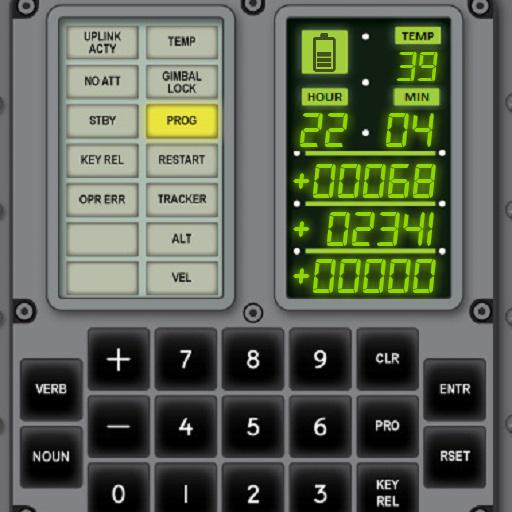 UPLINK
ACTY
TEMP
NO ATT
GIMBAL
LOCK
STBY
PROG
KEY REL
RESTART
OPR ERR
TRACKER
ALT
VEL
TEMP
39
HOUR MIN
22 04
+00068
+ 02341
+00000
VERB
NOUN
+ 7 8 9 CLR
- 4 5 6 PRO
0 1 2 3 KEY
REL
ENTR
RSET